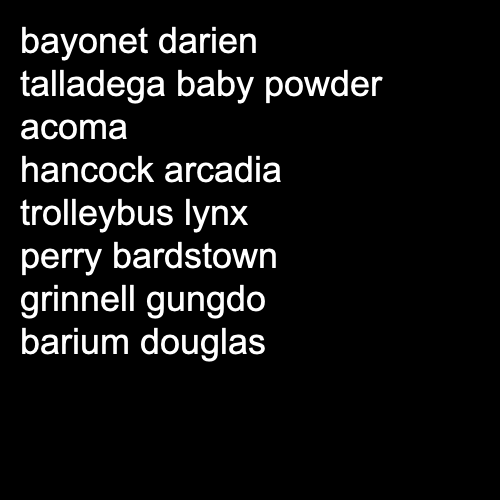 bayonet darien
talladega baby powder
acoma
hancock arcadia
trolleybus lynx
perry bardstown
grinnell gungdo
barium douglas